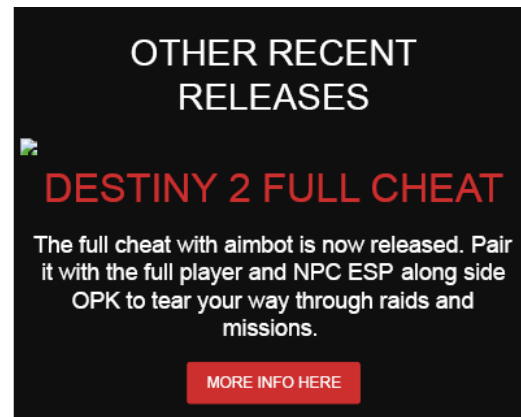 OTHER RECENT
RELEASES
DESTINY 2 FULL CHEAT
The full cheat with aimbot is now released. Pair
it with the full player and NPC ESP along side
OPK to tear your way through raids and
missions.
MORE INFO HERE